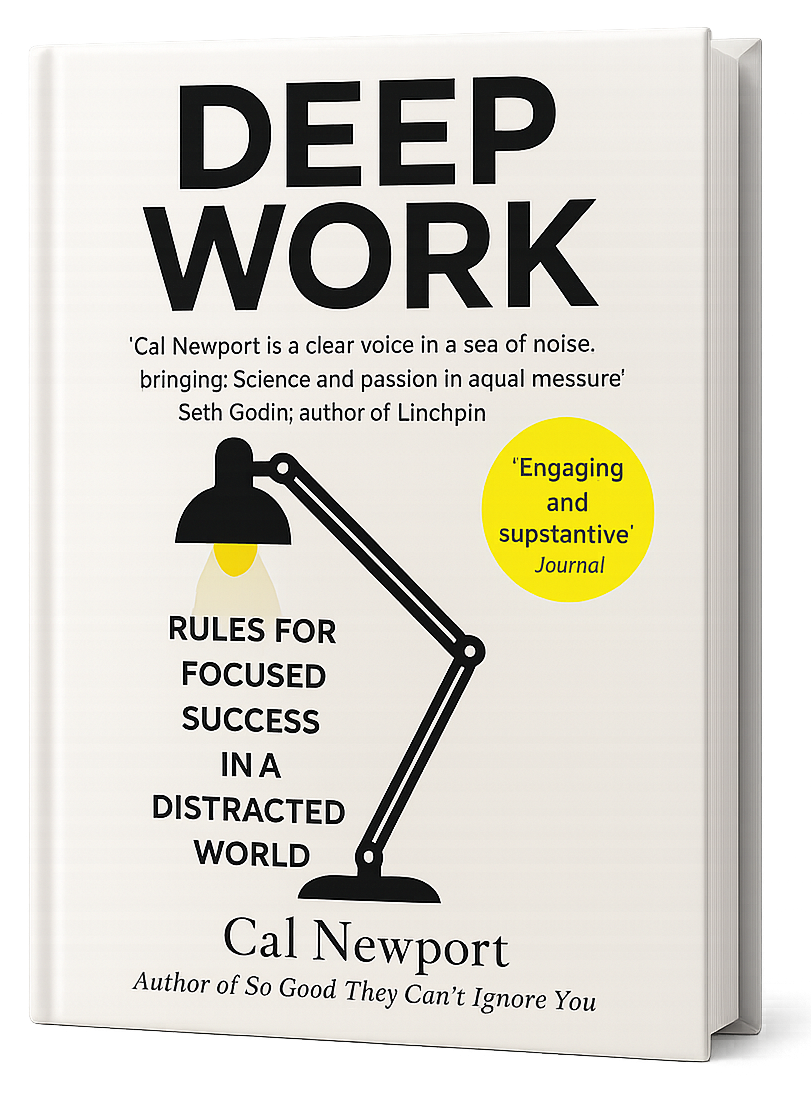 DEEP
WORK
'Cal Newport is a clear voice in a sea of noise.
bringing: Science and passion in aqual messure'
Seth Godin; author of Linchpin
'Engaging
and
supstantive'
Journal
RULES FOR
FOCUSED
SUCCESS
IN A
DISTRACTED
WORLD
Cal Newport
Author of So Good They Can't Ignore You